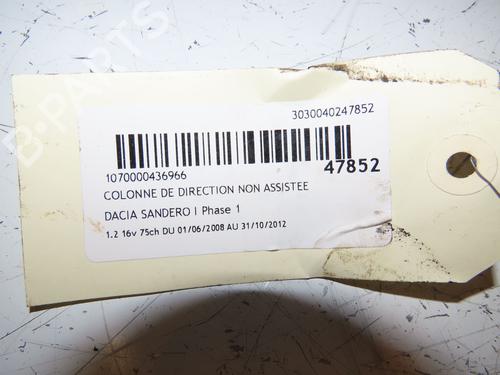 3030040247852
1070000436966
47852
COLONNE DE DIRECTION NON ASSISTEE
DACIA SANDERO I Phase 1
1.2 16v 75ch DU 01/06/2008 AU 31/10/2012
B-PARTS